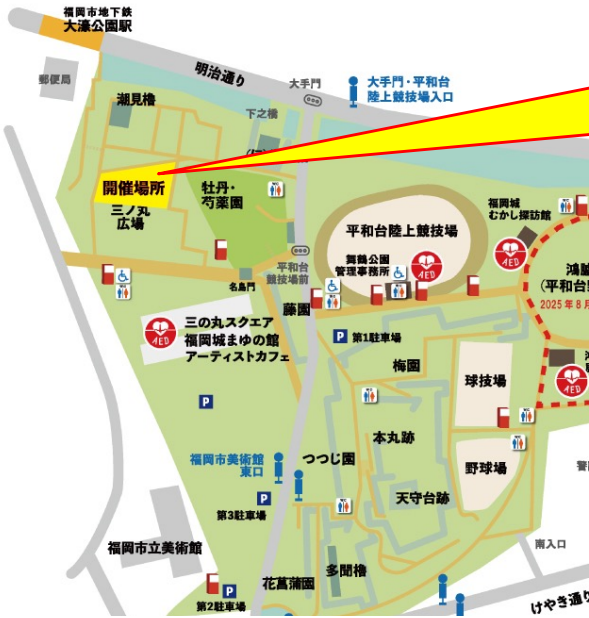 福岡市地下鉄
大濠公園駅
明治通り
郵便局
潮見櫓
大手門
大手門・平和台
陸上競技場入口
下之橋
開催場所
三ノ丸
広場
牡丹・
芍薬園
平和台陸上競技場
福岡城
むかし探訪館
舞鶴公園
管理事務所
AED
AED
平和台
競技場前
名島門
藤園
鴻臚
(平和台
2025年8月
三の丸スクエア
福岡城まゆの館
アーティストカフェ
AED
P 第1駐車場
梅園
球技場
AED
P
本丸跡
福岡市美術館
東口
つつじ園
野球場
天守台跡
P
第3駐車場
福岡市立美術館
南入口
多聞櫓
花菖蒲園
P
第2駐車場
けやき通り